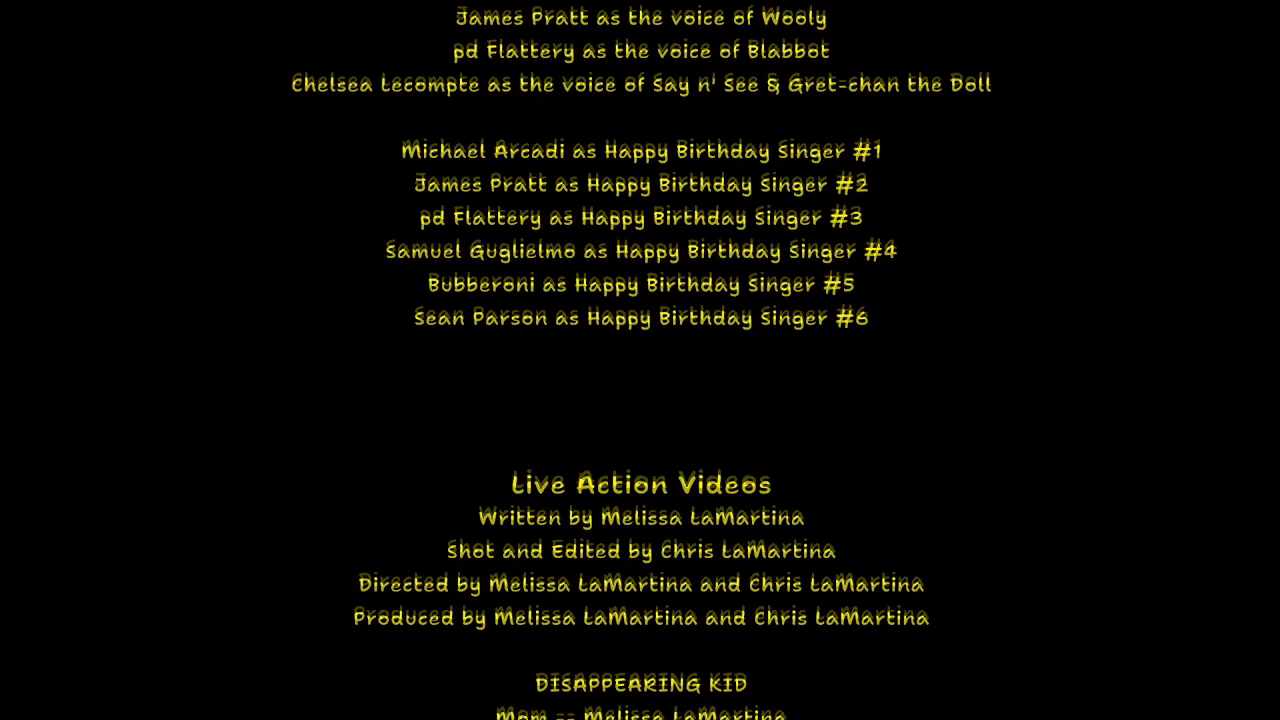 James Pratt as the voice of Wooly
pd Flattery as the voice of Blabbot
Chelsea Lecompte as the voice of Say n' See & Gret-chan the Doll
Michael Arcadi as Happy Birthday Singer #1
James Pratt as Happy Birthday Singer #2
pd Flattery as Happy Birthday Singer #3
Samuel Guglielmo as Happy Birthday Singer #4
Bubberoni as Happy Birthday Singer #5
Sean Parson as Happy Birthday Singer #6
Live Action Videos
Written by Melissa LaMartina
Shot and Edited by Chris LaMartina
Directed by Melissa LaMartina and Chris LaMartina
Produced by Melissa LaMartina and Chris LaMartina
DISAPPEARING KID
Mom -- Melissa LaMartina